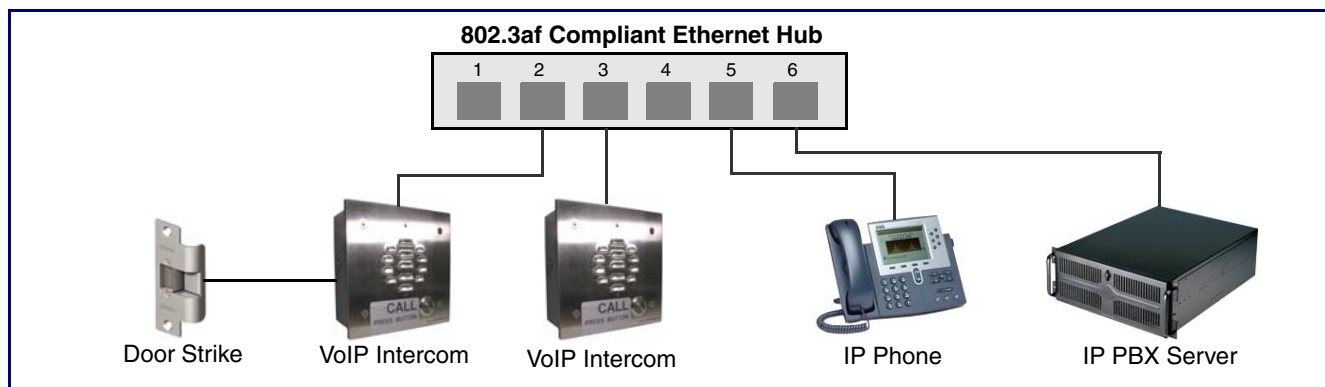 802.3af Compliant Ethernet Hub
1 2 3 4 5 6
CALL
PRESS BUTTON
CALL
PRESS BUTTON
Door Strike
VoIP Intercom
VoIP Intercom
IP Phone
IP PBX Server